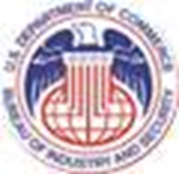 U.S. DEPARTMENT OF COMMERCE
BUREAU OF INDUSTRY AND SECURITY